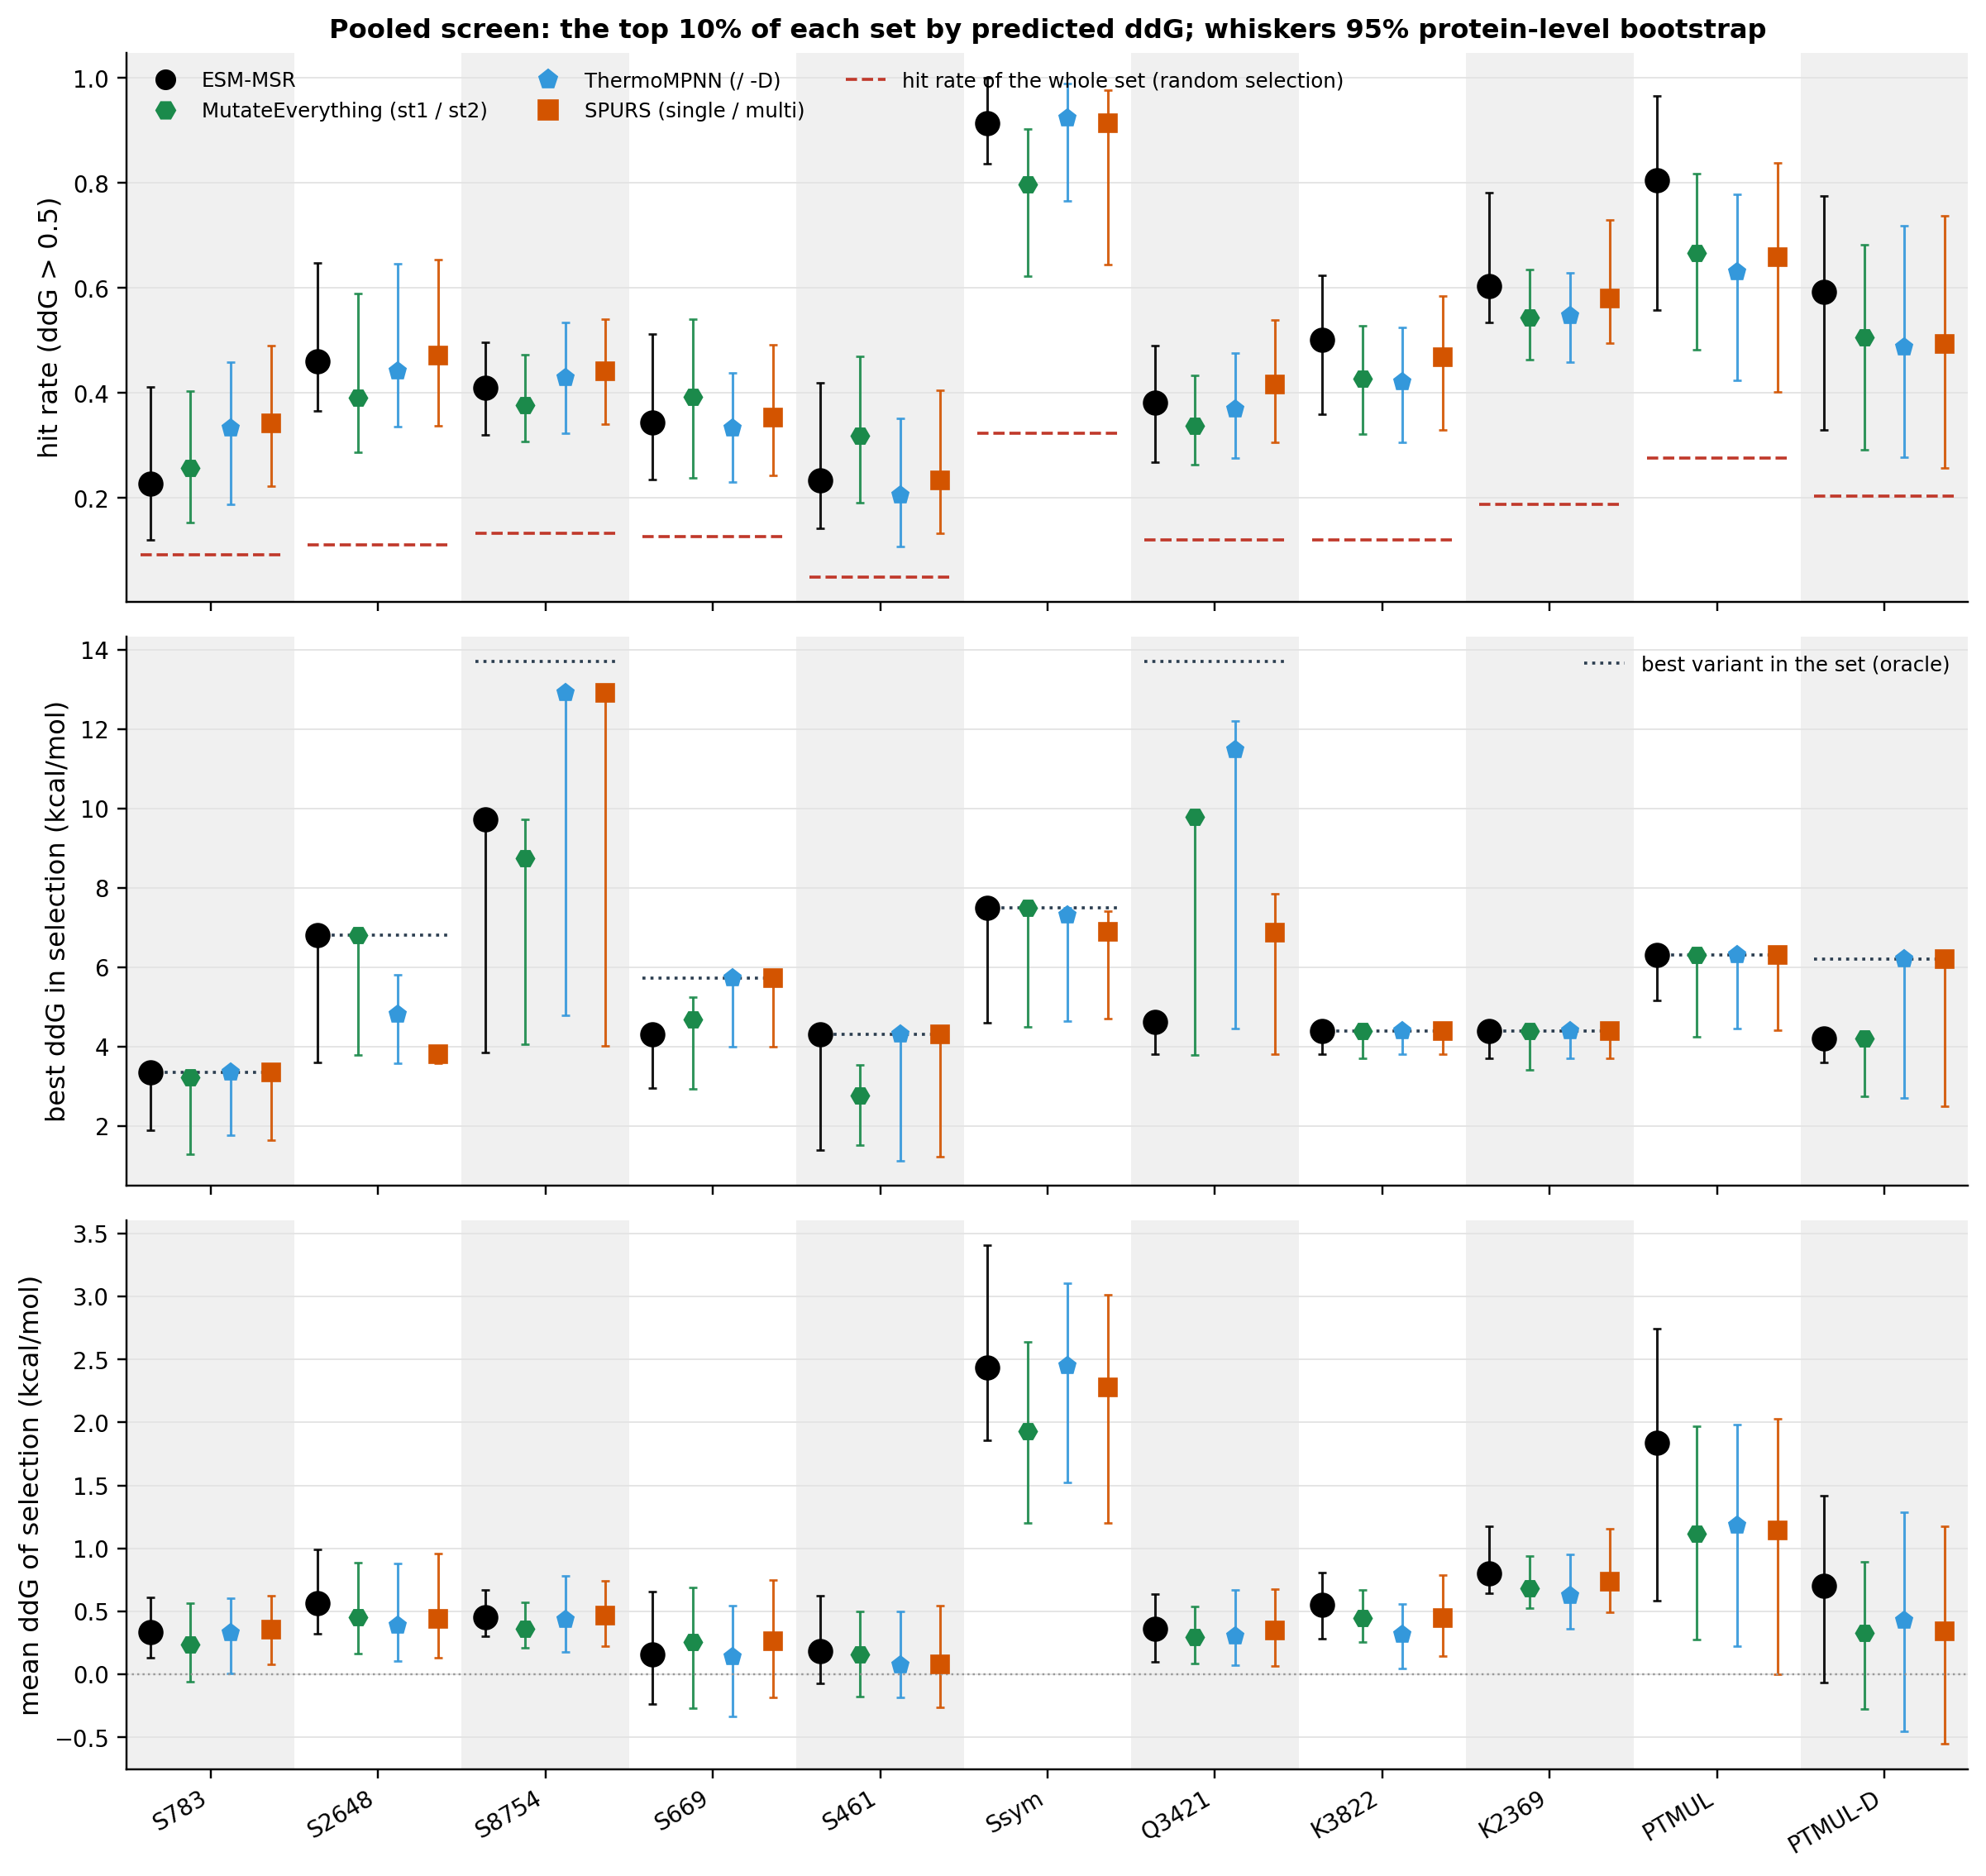 Pooled screen: the top 10% of each set by predicted ddG; whiskers 95% protein-level bootstrap
ESM-MSR
MutateEverything (st1 / st2)
ThermoMPNN (/ -D)
SPURS (single / multi)
hit rate of the whole set (random selection)
hit rate (ddG > 0.5)
1.0
0.8
0.6
0.4
0.2
best variant in the set (oracle)
best ddG in selection (kcal/mol)
14
12
10
8
6
4
2
mean ddG of selection (kcal/mol)
3.5
3.0
2.5
2.0
1.5
1.0
0.5
0.0
−0.5
S783
S2648
S8754
S669
S461
Ssym
Q3421
K3822
K2369
PTMUL
PTMUL-D